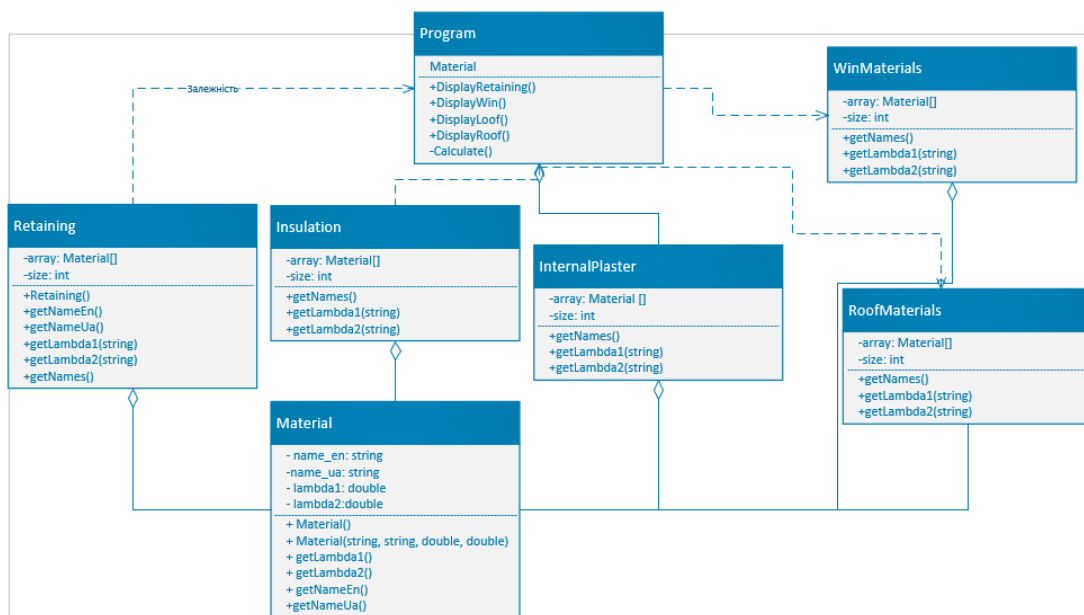 Program
Material
+DisplayRetaining()
+DisplayWin()
+DisplayLoof()
+DisplayRoof()
-Calculate()
WinMaterials
-array: Material[]
-size: int
+getNames()
+getLambda1(string)
+getLambda2(string)
Залежність
Retaining
-array: Material[]
-size: int
+Retaining()
+getNameEn()
+getNameUa()
+getLambda1(string)
+getLambda2(string)
+getNames()
Insulation
-array: Material[]
-size: int
+getNames()
+getLambda1(string)
+getLambda2(string)
InternalPlaster
-array: Material []
-size: int
+getNames()
+getLambda1(string)
+getLambda2(string)
RoofMaterials
-array: Material[]
-size: int
+getNames()
+getLambda1(string)
+getLambda2(string)
Material
- name_en: string
-name_ua: string
- lambda1: double
- lambda2:double
+ Material()
+ Material(string, string, double, double)
+ getLambda1()
+ getLambda2()
+ getNameEn()
+getNameUa()